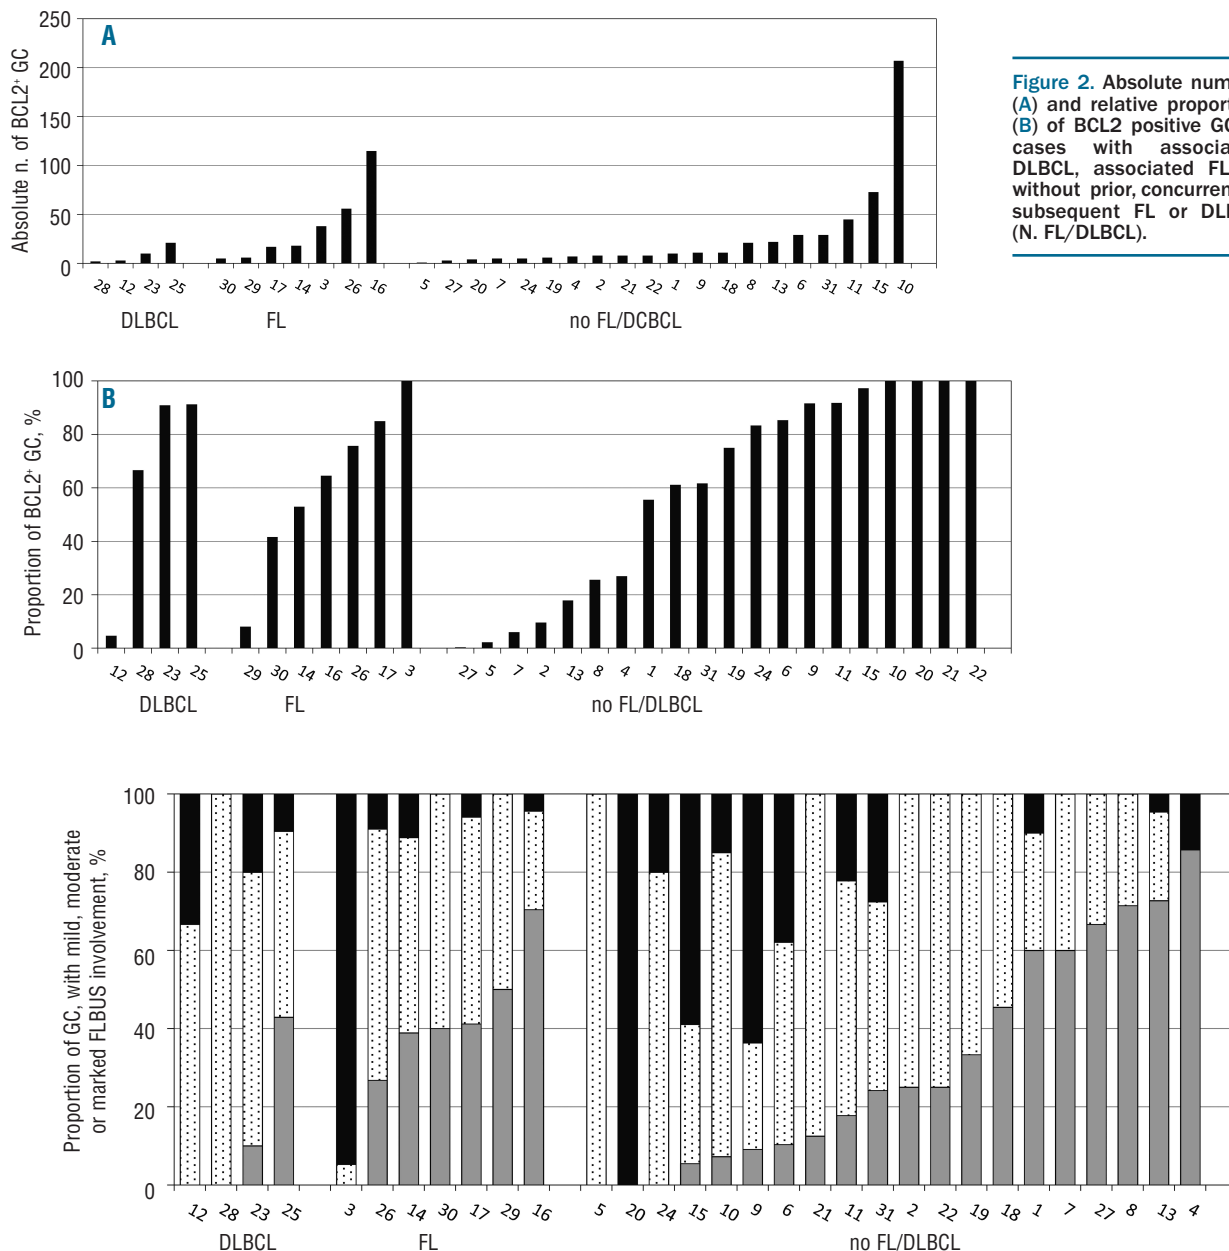 250
200
150
100
50
0
Absolute n. of BCL2+ GC
A
28 12 23 25 30 29 17 14 3 26 16 5 27 20 7 24 19 4 2 21 22 1 9 18 8 13 6 31 11 15 10
DLBCL FL no FL/DCBCL
Figure 2. Absolute num
(A) and relative proport
(B) of BCL2 positive GC
cases with associa
DLBCL, associated FL
without prior, concurren
subsequent FL or DLI
(N. FL/DLBCL).
100
80
60
40
20
0
Proportion of BCL2+ GC, %
B
12 28 23 25 29 30 14 16 26 17 3 27 5 7 2 13 8 4 1 18 31 19 24 6 9 11 15 10 20 21 22
DLBCL FL no FL/DLBCL
100
80
60
40
20
0
Proportion of GC, with mild, moderate
or marked FLBUS involvement, %
12 28 23 25 3 26 14 30 17 29 16 5 20 24 15 10 9 6 21 11 31 2 22 19 18 1 7 27 8 13 4
DLBCL FL no FL/DLBCL